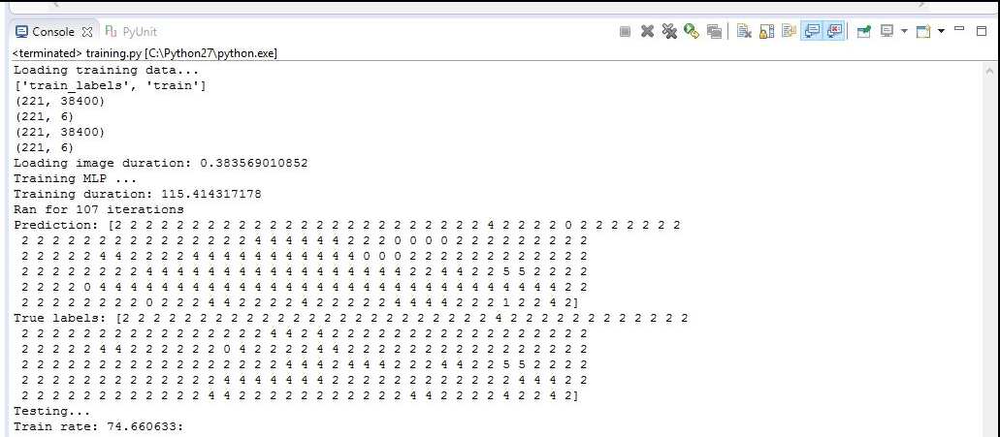 Console PyUnit
<terminated> training.py [C:\Python27\python.exe]
Loading training data...
['train_labels', 'train']
(221, 38400)
(221, 6)
(221, 38400)
(221, 6)
Loading image duration: 0.383569010852
Training MLP ...
Training duration: 115.414317178
Ran for 107 iterations
Prediction: [2 2 2 2 2 2 2 2 2 2 2 2 2 2 2 2 2 2 2 2 2 2 2 2 4 2 2 2 2 0 2 2 2 2 2 2 2
2 2 2 2 2 2 2 2 2 2 2 2 2 2 2 4 4 4 4 4 4 2 2 2 0 0 0 0 2 2 2 2 2 2 2 2 2
2 2 2 2 2 4 4 2 2 2 2 4 4 4 4 4 4 4 4 4 4 4 0 0 0 2 2 2 2 2 2 2 2 2 2 2 2
2 2 2 2 2 2 2 2 4 4 4 4 4 4 4 4 4 4 4 4 4 4 4 4 4 2 2 4 4 2 2 5 5 2 2 2 2
2 2 2 2 0 4 4 4 4 4 4 4 4 4 4 4 4 4 4 4 4 4 4 4 4 4 4 4 4 4 4 4 4 4 4 2 2
2 2 2 2 2 2 2 2 0 2 2 2 4 4 2 2 2 2 4 2 2 2 2 2 4 4 4 4 2 2 2 1 2 2 4 2]
True labels: [2 2 2 2 2 2 2 2 2 2 2 2 2 2 2 2 2 2 2 2 2 2 2 2 4 2 2 2 2 2 2 2 2 2 2 2 2
2 2 2 2 2 2 2 2 2 2 2 2 2 2 2 2 4 4 2 4 2 2 2 2 2 2 2 2 2 2 2 2 2 2 2 2 2
2 2 2 2 2 4 4 2 2 2 2 2 2 0 4 2 2 2 2 4 4 2 2 2 2 2 2 2 2 2 2 2 2 2 2 2 2
2 2 2 2 2 2 2 2 2 2 2 2 2 2 2 2 2 4 4 4 2 4 4 4 2 2 2 4 4 2 2 5 5 2 2 2 2
2 2 2 2 2 2 2 2 2 2 2 2 2 4 4 4 4 4 4 4 2 2 2 2 2 2 2 2 2 2 2 2 4 4 4 2 2
2 2 2 2 2 2 2 2 2 2 2 2 4 4 2 2 2 2 2 2 2 2 2 2 2 4 4 2 2 2 2 4 2 2 4 2]
Testing...
Train rate: 74.660633: